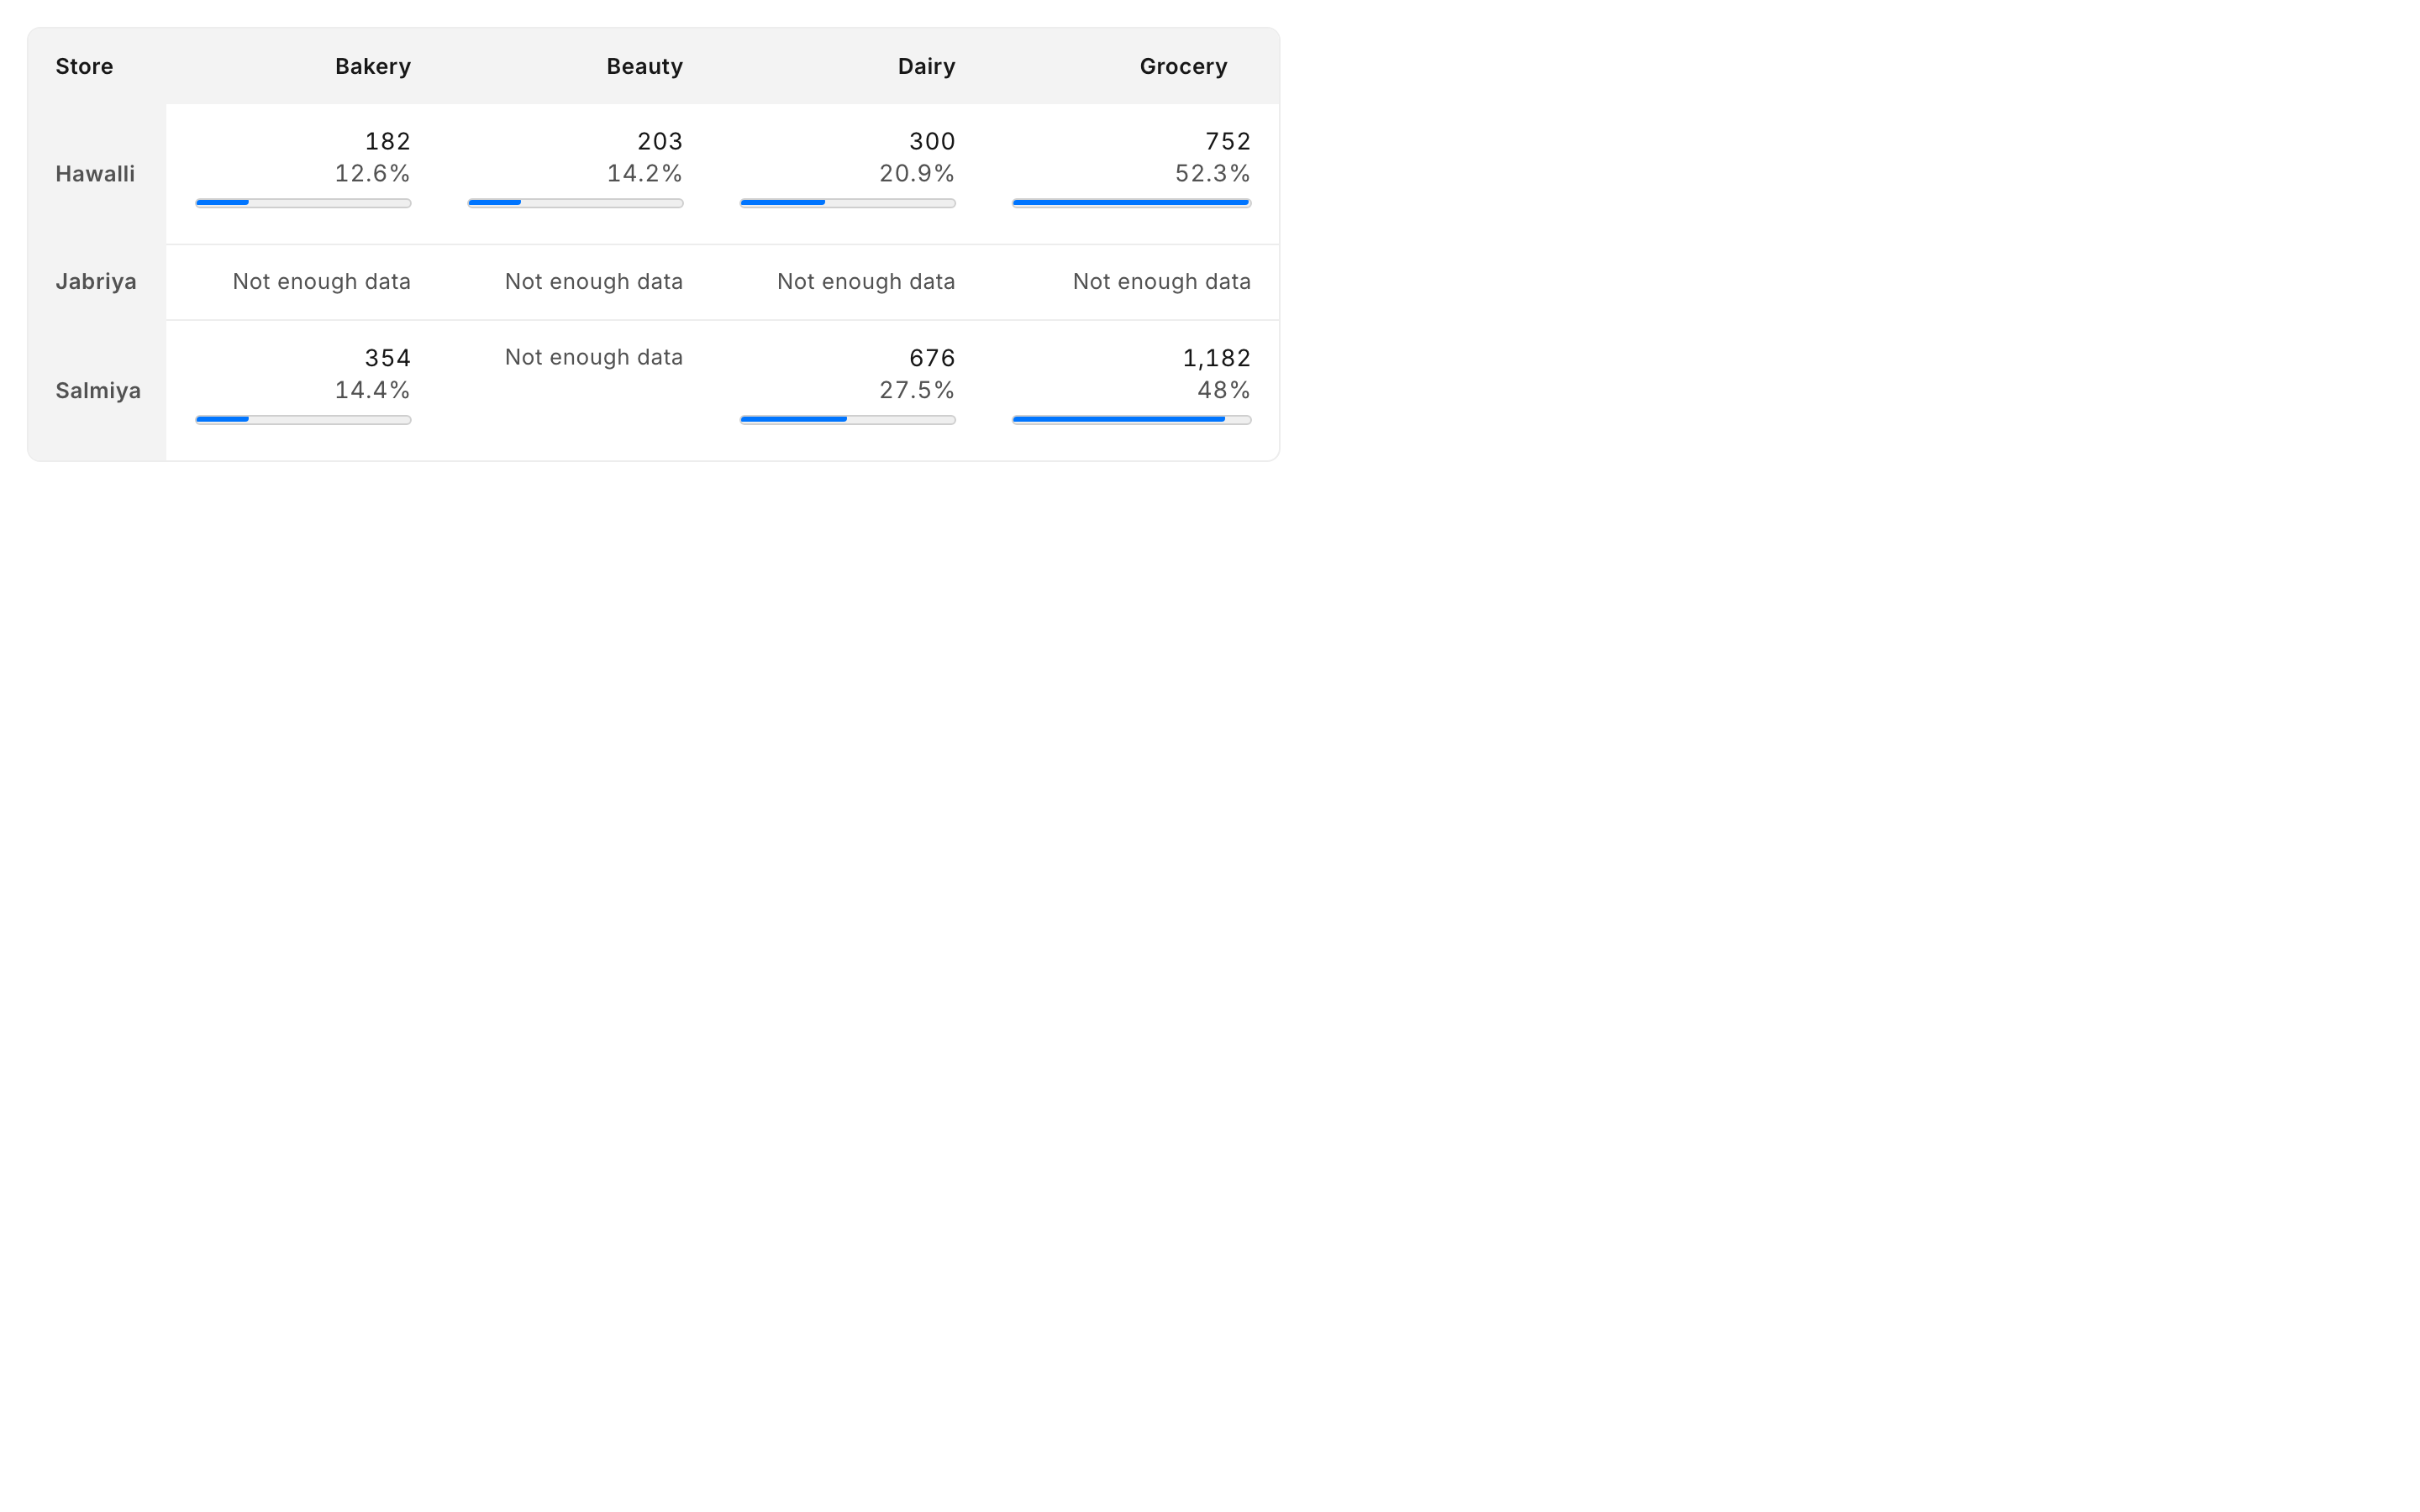 Store Bakery Beauty Dairy Grocery
Hawalli
182 203 300 752
12.6% 14.2% 20.9% 52.3%
Jabriya Not enough data Not enough data Not enough data Not enough data
Salmiya
354 Not enough data 676 1,182
14.4% 27.5% 48%